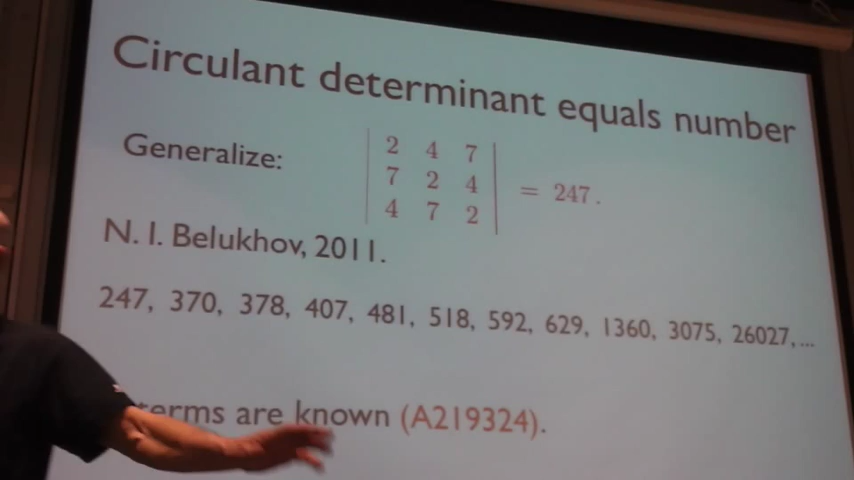 Circulant determinant equals number
Generalize:
2 4 7
7 2 4 = 247.
4 7 2
N. I. Belukhov, 2011.
247, 370, 378, 407, 481, 518, 592, 629, 1360, 3075, 26027,...
terms are known (A219324).